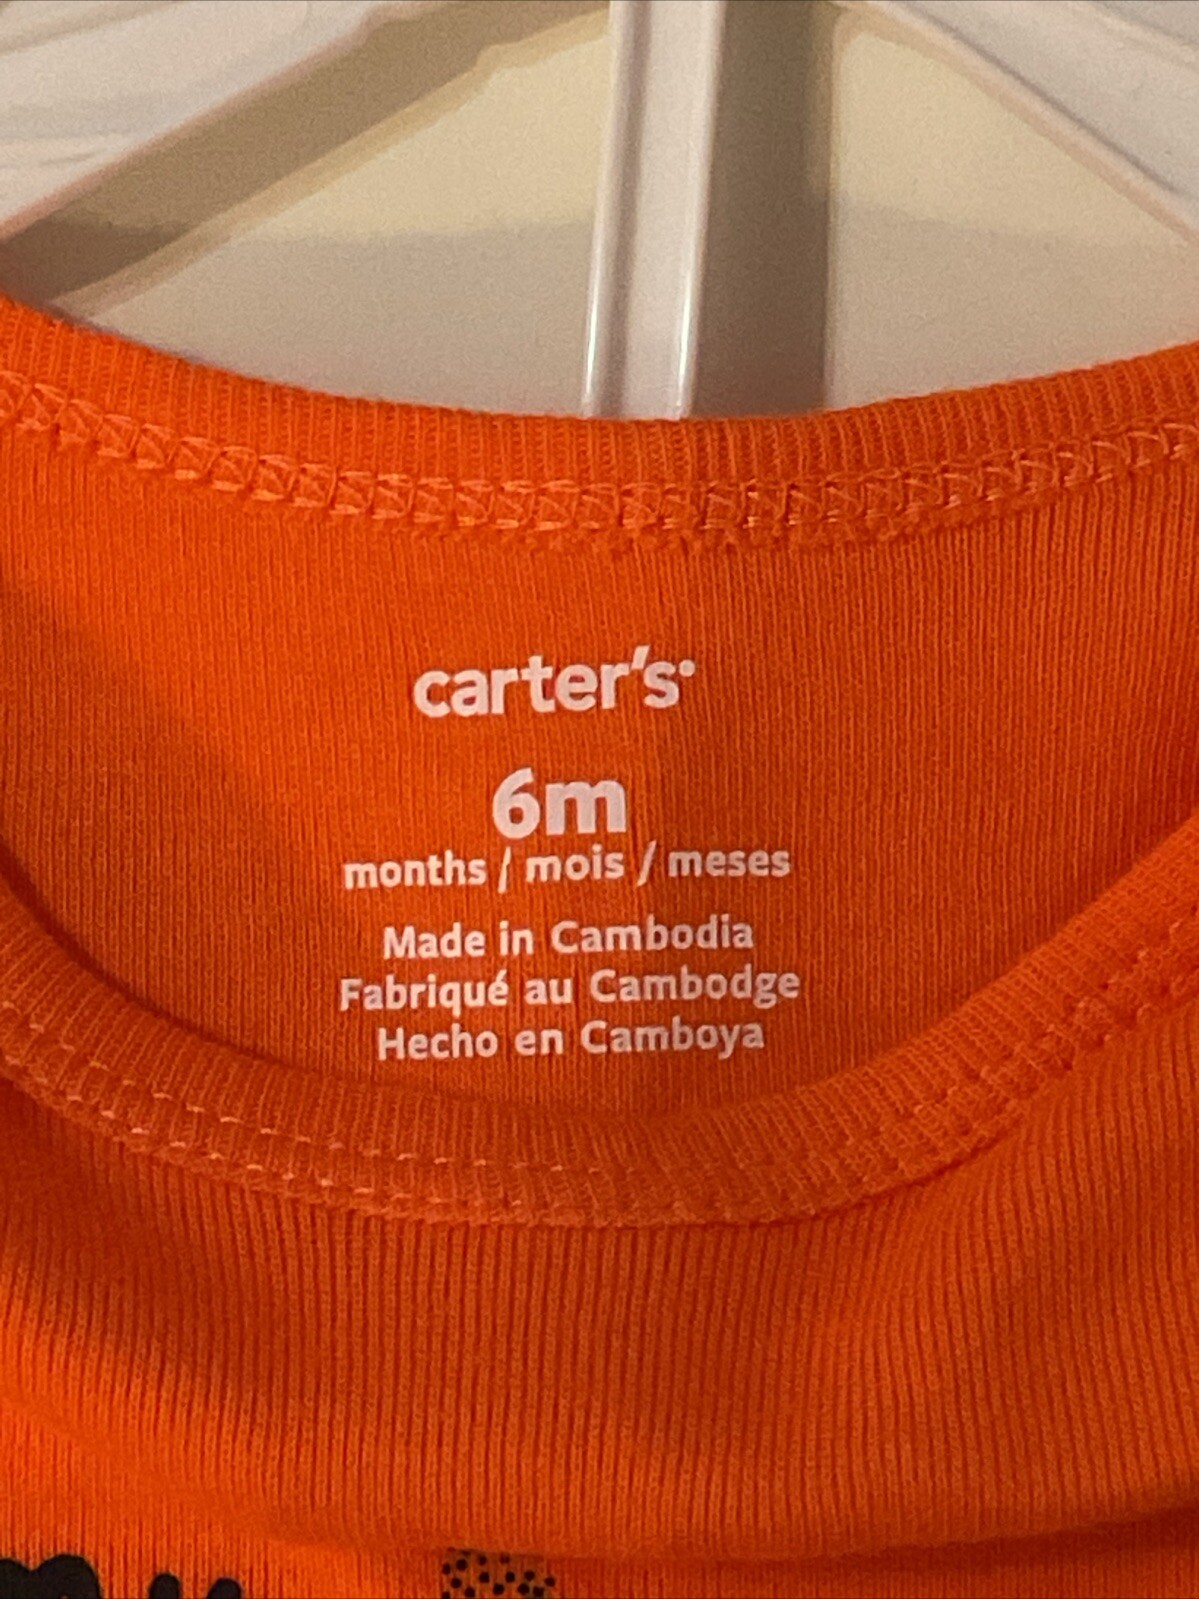 carter's
6m
months / mois / meses
Made in Cambodia
Fabriqué au Cambodge
Hecho en Camboya